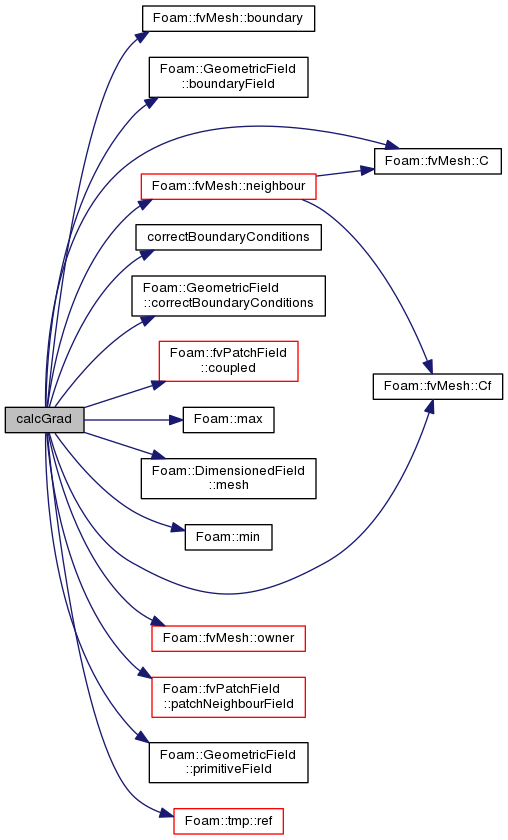 Foam::fvMesh::boundary
Foam::GeometricField
::boundaryField
Foam::fvMesh::C
Foam::fvMesh::neighbour
correctBoundaryConditions
Foam::GeometricField
::correctBoundaryConditions
Foam::fvPatchField
::coupled
Foam::fvMesh::Cf
calcGrad
Foam::max
Foam::DimensionedField
::mesh
Foam::min
Foam::fvMesh::owner
Foam::fvPatchField
::patchNeighbourField
Foam::GeometricField
::primitiveField
Foam::tmp::ref